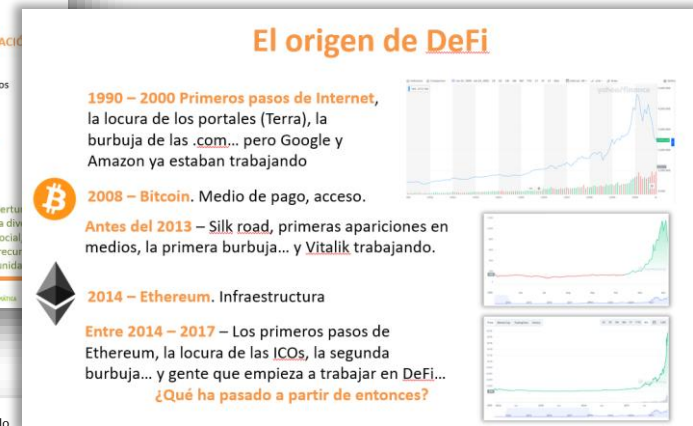 El origen de DeFi
1990 – 2000 Primeros pasos de Internet,
la locura de los portales (Terra), la
burbuja de las .com... pero Google y
Amazon ya estaban trabajando
2008 – Bitcoin. Medio de pago, acceso.
Antes del 2013 – Silk road, primeras apariciones en
medios, la primera burbuja... y Vitalik trabajando.
2014 – Ethereum. Infraestructura
Entre 2014 – 2017 – Los primeros pasos de
Ethereum, la locura de las ICOs, la segunda
burbuja... y gente que empieza a trabajar en DeFi...
¿Qué ha pasado a partir de entonces?